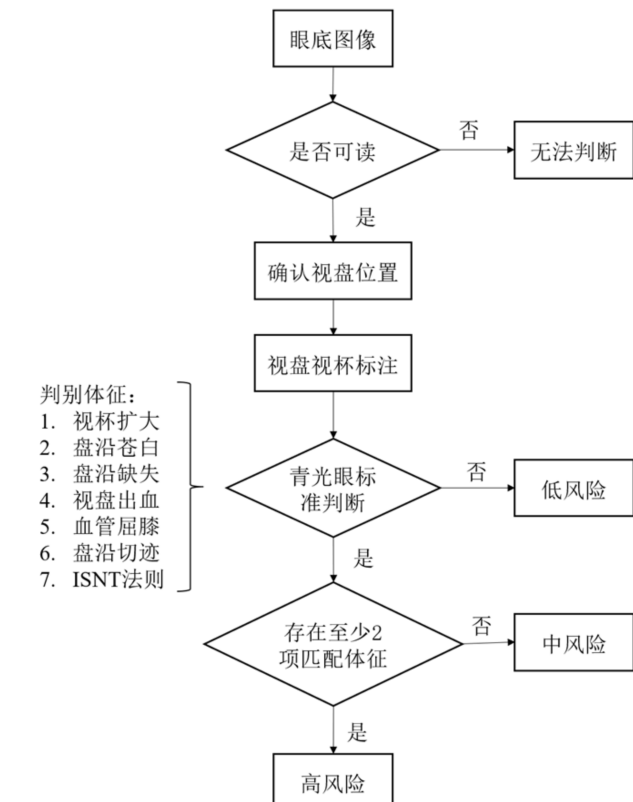 眼底图像
是否可读
否
无法判断
是
确认视盘位置
视盘视杯标注
判别体征:
1. 视杯扩大
2. 盘沿苍白
3. 盘沿缺失
4. 视盘出血
5. 血管屈膝
6. 盘沿切迹
7. ISNT法则
青光眼标
准判断
否
低风险
是
存在至少2
项匹配体征
否
中风险
是
高风险